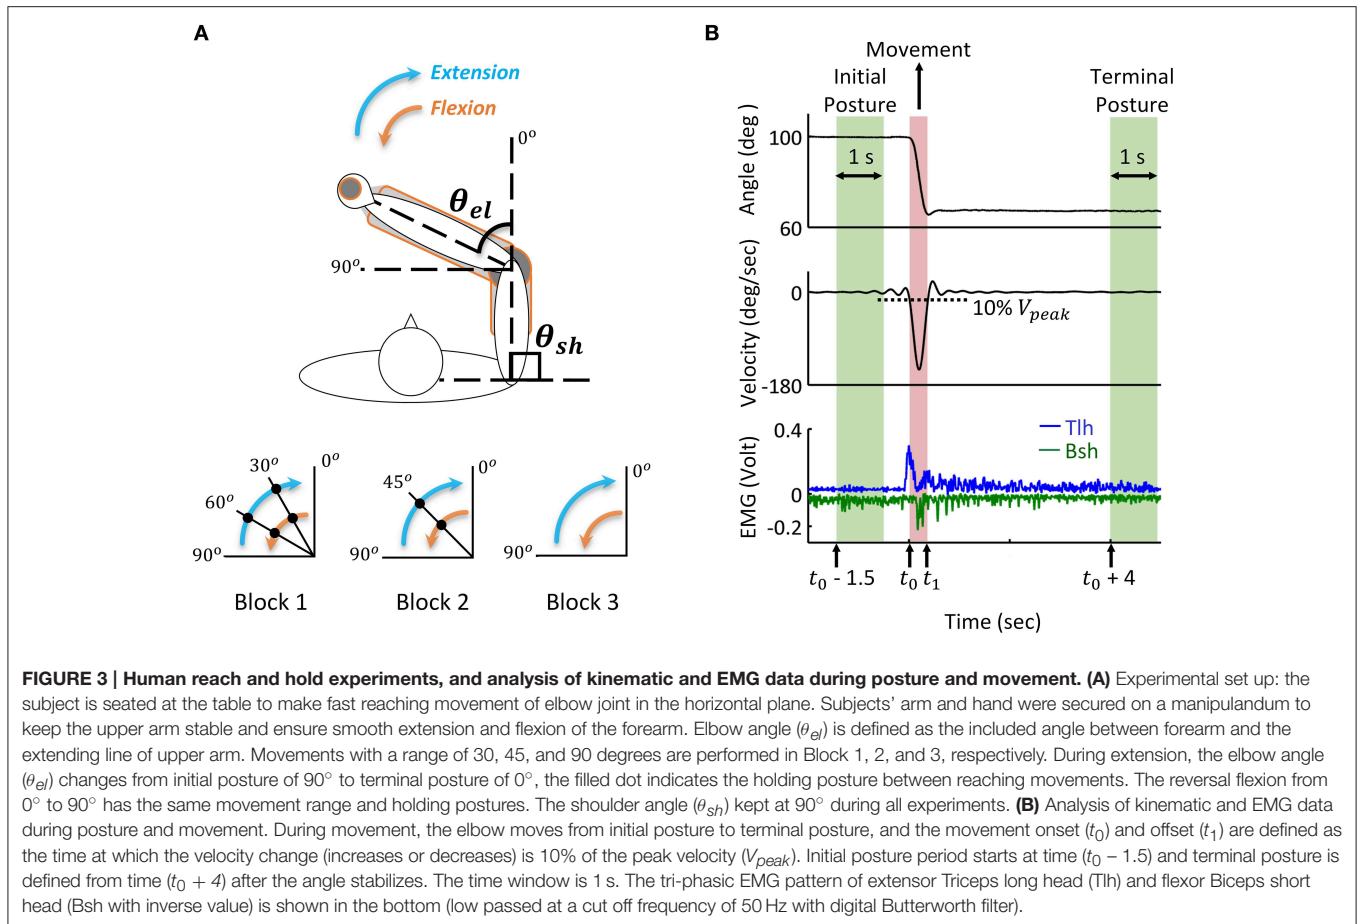 A
Extension
Flexion
0°
θel
90°
θsh
30°
0°
60°
90°
Block 1
45°
0°
90°
Block 2
0°
90°
Block 3
B
Movement
Initial
Posture
Terminal
Posture
Angle (deg )
100
60
1 s
1 s
Velocity (deg/sec)
0
-180
10% Vpeak
EMG (Volt)
0.4
0
-0.2
Tlh
Bsh
t0 - 1.5
t0 t1
t0 + 4
Time (sec)
FIGURE 3 | Human reach and hold experiments, and analysis of kinematic and EMG data during posture and movement. (A) Experimental set up: the
subject is seated at the table to make fast reaching movement of elbow joint in the horizontal plane. Subjects' arm and hand were secured on a manipulandum to
keep the upper arm stable and ensure smooth extension and flexion of the forearm. Elbow angle (θel) is defined as the included angle between forearm and the
extending line of upper arm. Movements with a range of 30, 45, and 90 degrees are performed in Block 1, 2, and 3, respectively. During extension, the elbow angle
(θel) changes from initial posture of 90° to terminal posture of 0°, the filled dot indicates the holding posture between reaching movements. The reversal flexion from
0° to 90° has the same movement range and holding postures. The shoulder angle (θsh) kept at 90° during all experiments. (B) Analysis of kinematic and EMG data
during posture and movement. During movement, the elbow moves from initial posture to terminal posture, and the movement onset (t0) and offset (t1) are defined as
the time at which the velocity change (increases or decreases) is 10% of the peak velocity (Vpeak). Initial posture period starts at time (t0 – 1.5) and terminal posture is
defined from time (t0 + 4) after the angle stabilizes. The time window is 1 s. The tri-phasic EMG pattern of extensor Triceps long head (Tlh) and flexor Biceps short
head (Bsh with inverse value) is shown in the bottom (low passed at a cut off frequency of 50 Hz with digital Butterworth filter).